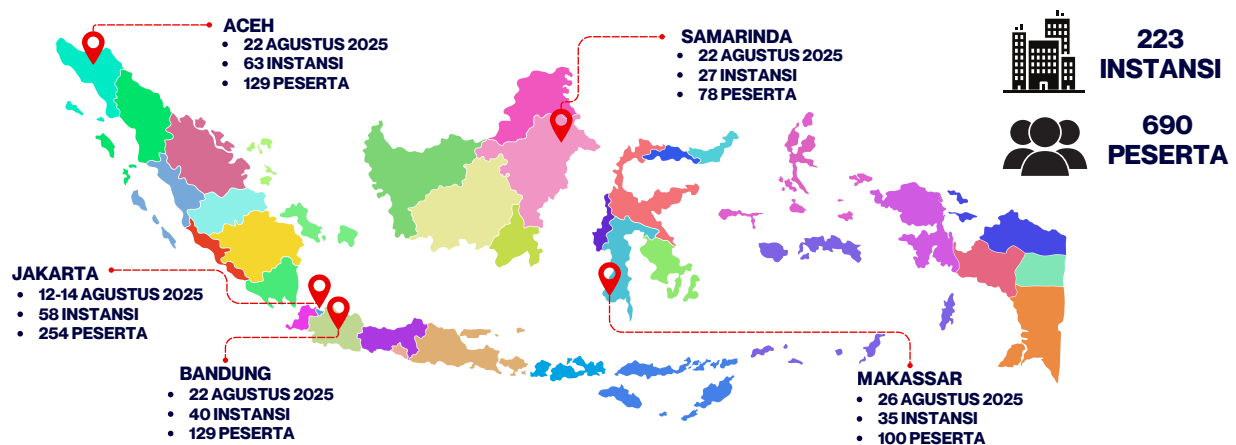 ACEH
• 22 AGUSTUS 2025
• 63 INSTANSI
• 129 PESERTA
SAMARINDA
• 22 AGUSTUS 2025
• 27 INSTANSI
• 78 PESERTA
223
INSTANSI
690
PESERTA
JAKARTA
• 12-14 AGUSTUS 2025
• 58 INSTANSI
• 254 PESERTA
BANDUNG
• 22 AGUSTUS 2025
• 40 INSTANSI
• 129 PESERTA
MAKASSAR
• 26 AGUSTUS 2025
• 35 INSTANSI
• 100 PESERTA